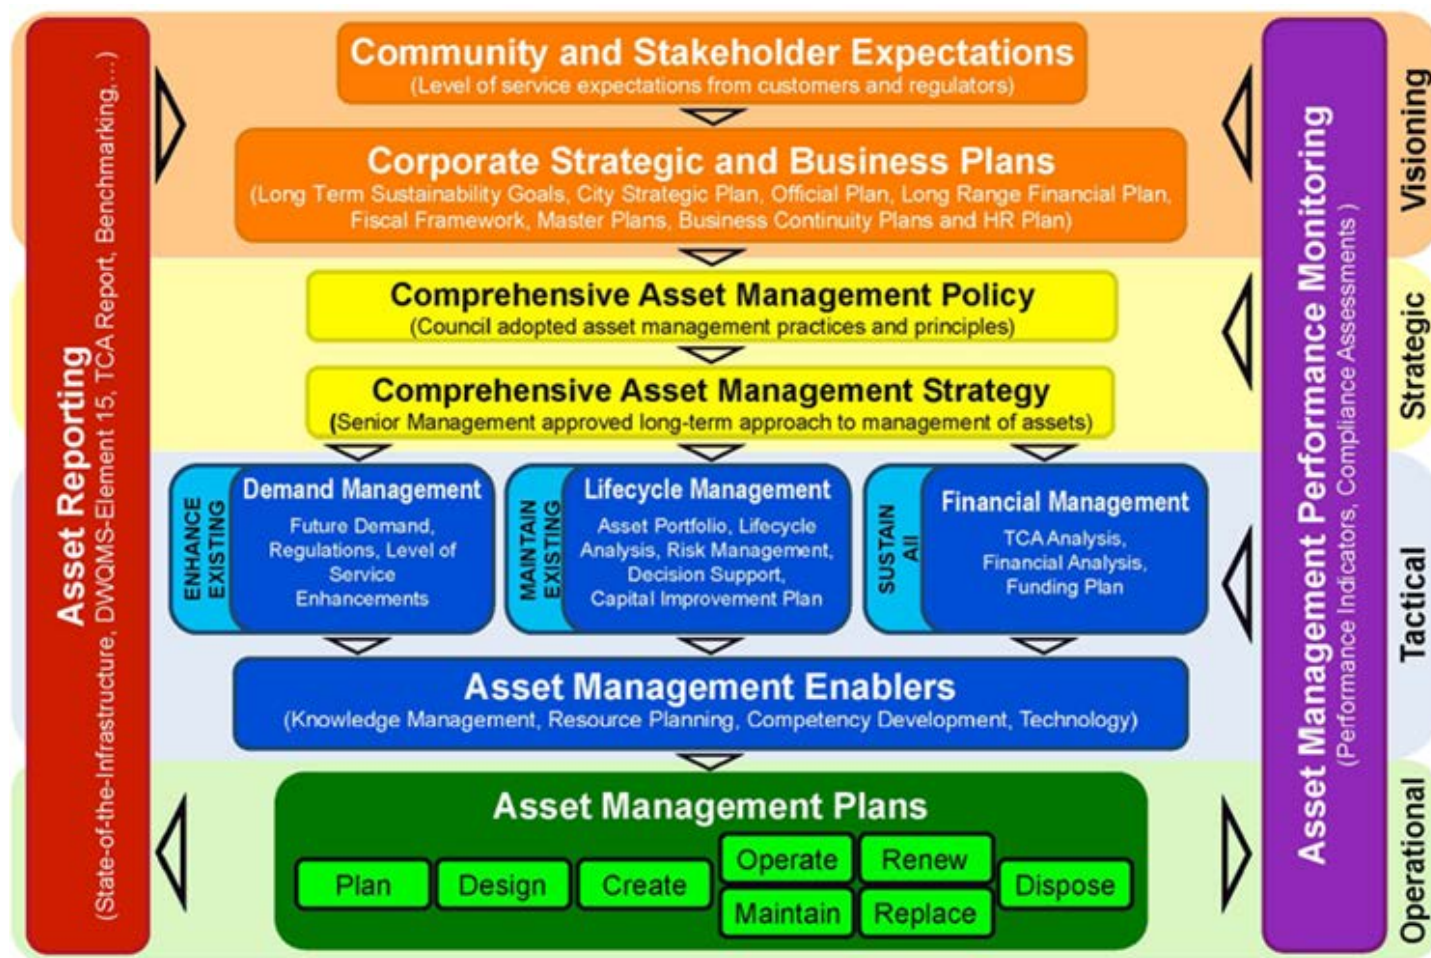 Asset Reporting
(State-of-the-Infrastructure, DWQMS-Element 15, TCA Report, Benchmarking,...)
Community and Stakeholder Expectations
(Level of service expectations from customers and regulators)
Corporate Strategic and Business Plans
(Long Term Sustainability Goals, City Strategic Plan, Official Plan, Long Range Financial Plan,
Fiscal Framework, Master Plans, Business Continuity Plans and HR Plan)
Comprehensive Asset Management Policy
(Council adopted asset management practices and principles)
Comprehensive Asset Management Strategy
(Senior Management approved long-term approach to management of assets)
ENHANCE
EXISTING
Demand Management
Future Demand,
Regulations, Level of
Service
Enhancements
MAINTAIN
EXISTING
Lifecycle Management
Asset Portfolio, Lifecycle
Analysis, Risk Management,
Decision Support,
Capital Improvement Plan
SUSTAIN
All
Financial Management
TCA Analysis,
Financial Analysis,
Funding Plan
Asset Management Enablers
(Knowledge Management, Resource Planning, Competency Development, Technology)
Asset Management Plans
Plan
Design
Create
Operate
Maintain
Renew
Replace
Dispose
Asset Management Performance Monitoring
(Performance Indicators, Compliance Assessments )
Visioning
Strategic
Tactical
Operational